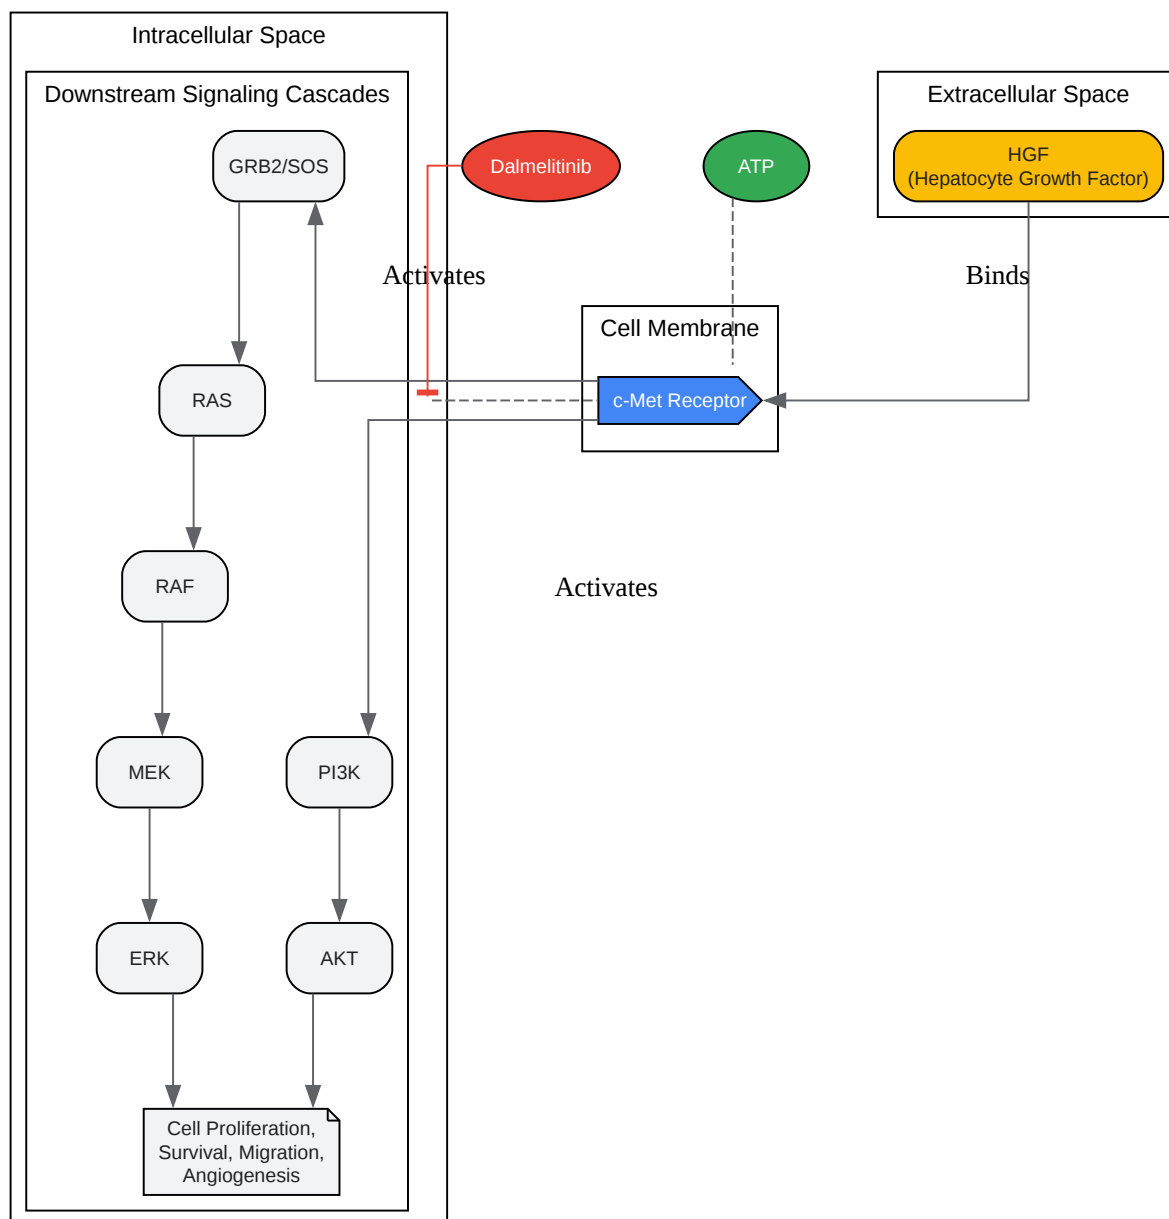 Intracellular Space
Downstream Signaling Cascades
Extracellular Space
GRB2/SOS
Dalmelitinib
ATP
HGF
(Hepatocyte Growth Factor)
Activates
Binds
Cell Membrane
RAS
c-Met Receptor
RAF
Activates
MEK
PI3K
ERK
AKT
Cell Proliferation,
Survival, Migration,
Angiogenesis